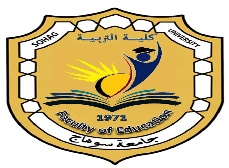 كلية التربية
SOHAG
UNIVERSITY
1971
Faculty of Education
جامعة سوهاج